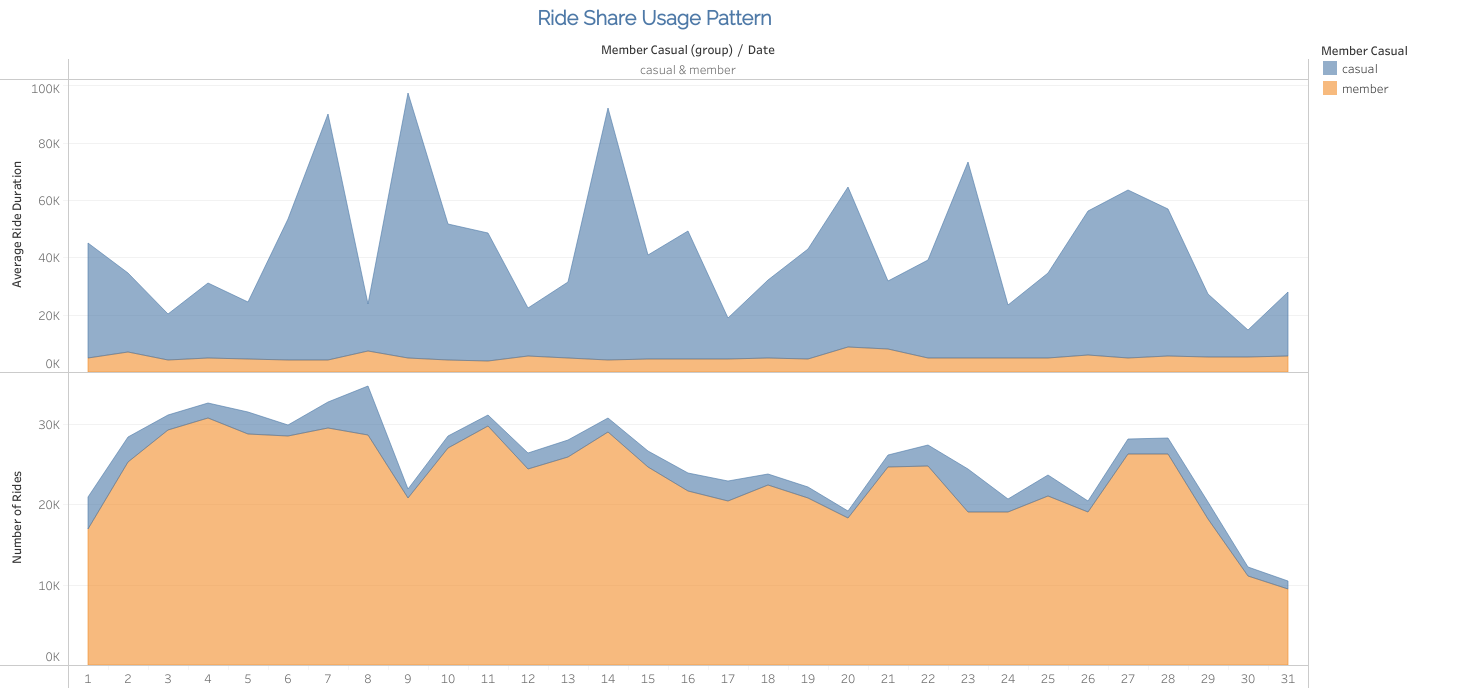 Ride Share Usage Pattern
Member Casual (group) / Date
casual & member
Member Casual
casual
member
Average Ride Duration
100K
80K
60K
40K
20K
0K
Number of Rides
30K
20K
10K
0K
1 2 3 4 5 6 7 8 9 10 11 12 13 14 15 16 17 18 19 20 21 22 23 24 25 26 27 28 29 30 31